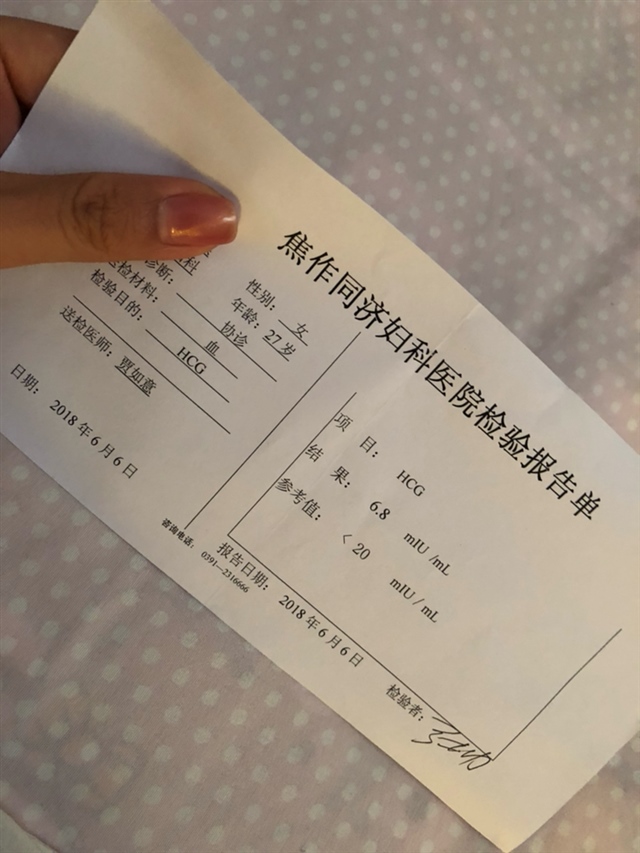 焦作同济妇科医院检验报告单
性别：女
年龄：27岁
科
诊断：协诊
检材料：血
检验目的：HCG
送检医师：贾如意
日期：2018年6月6日
项 目：HCG
结 果：6.8 mIU/mL
参考值：＜20 mIU/mL
咨询电话：0391—2316666
报告日期：2018年6月6日
检验者：